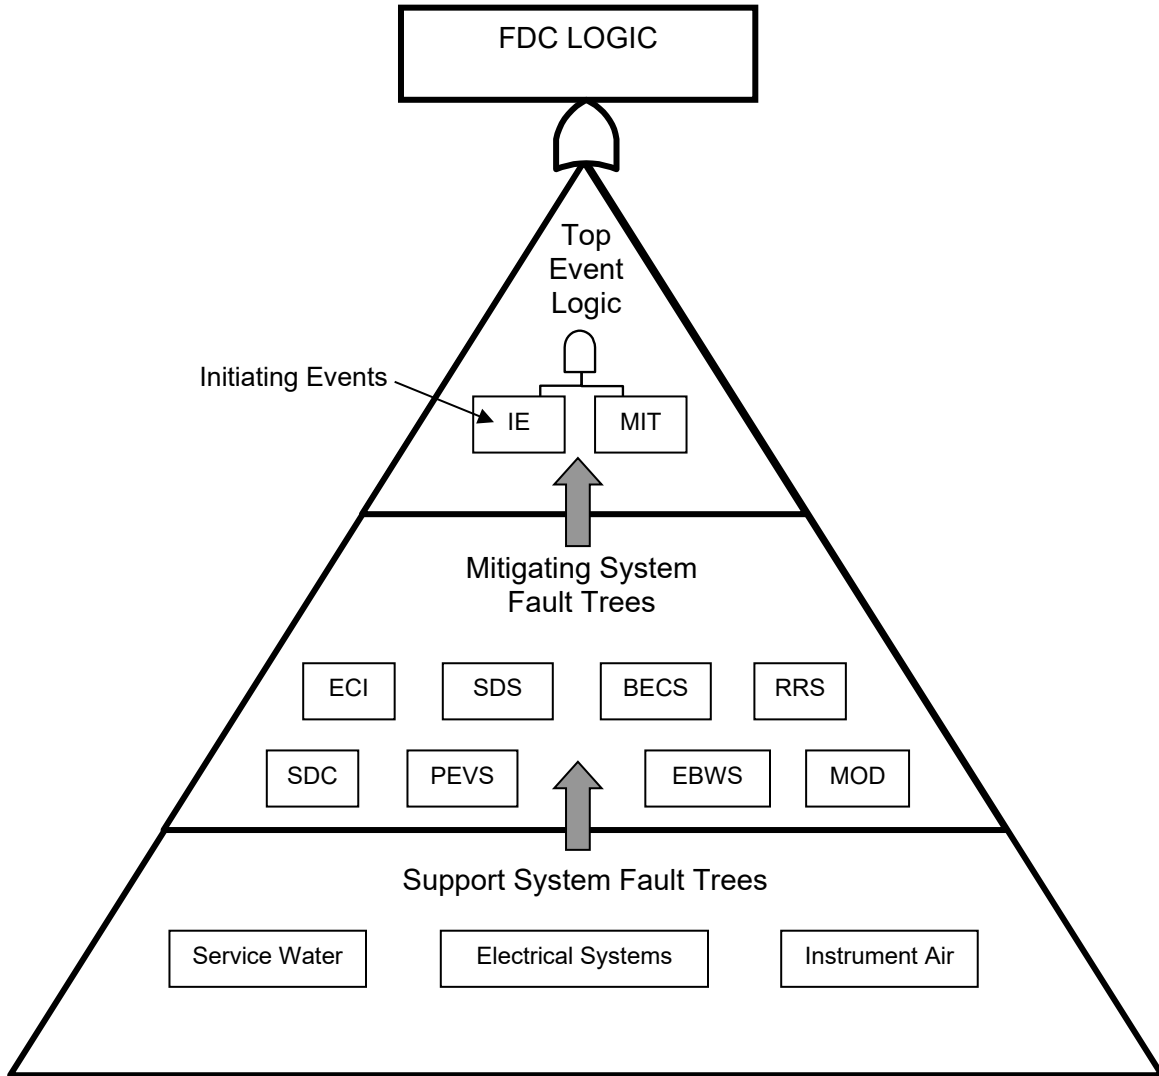 FDC LOGIC
Top
Event
Logic
Initiating Events
IE
MIT
Mitigating System
Fault Trees
ECI
SDS
BECS
RRS
SDC
PEVS
EBWS
MOD
Support System Fault Trees
Service Water
Electrical Systems
Instrument Air